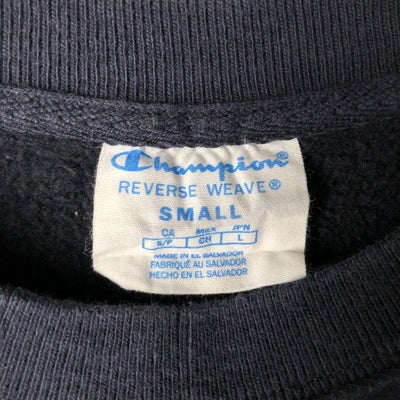 Champion®
REVERSE WEAVE®
SMALL
CA MEX JPN
S/P CH L
MADE IN EL SALVADOR
FABRIQUÉ AU SALVADOR
HECHO EN EL SALVADOR